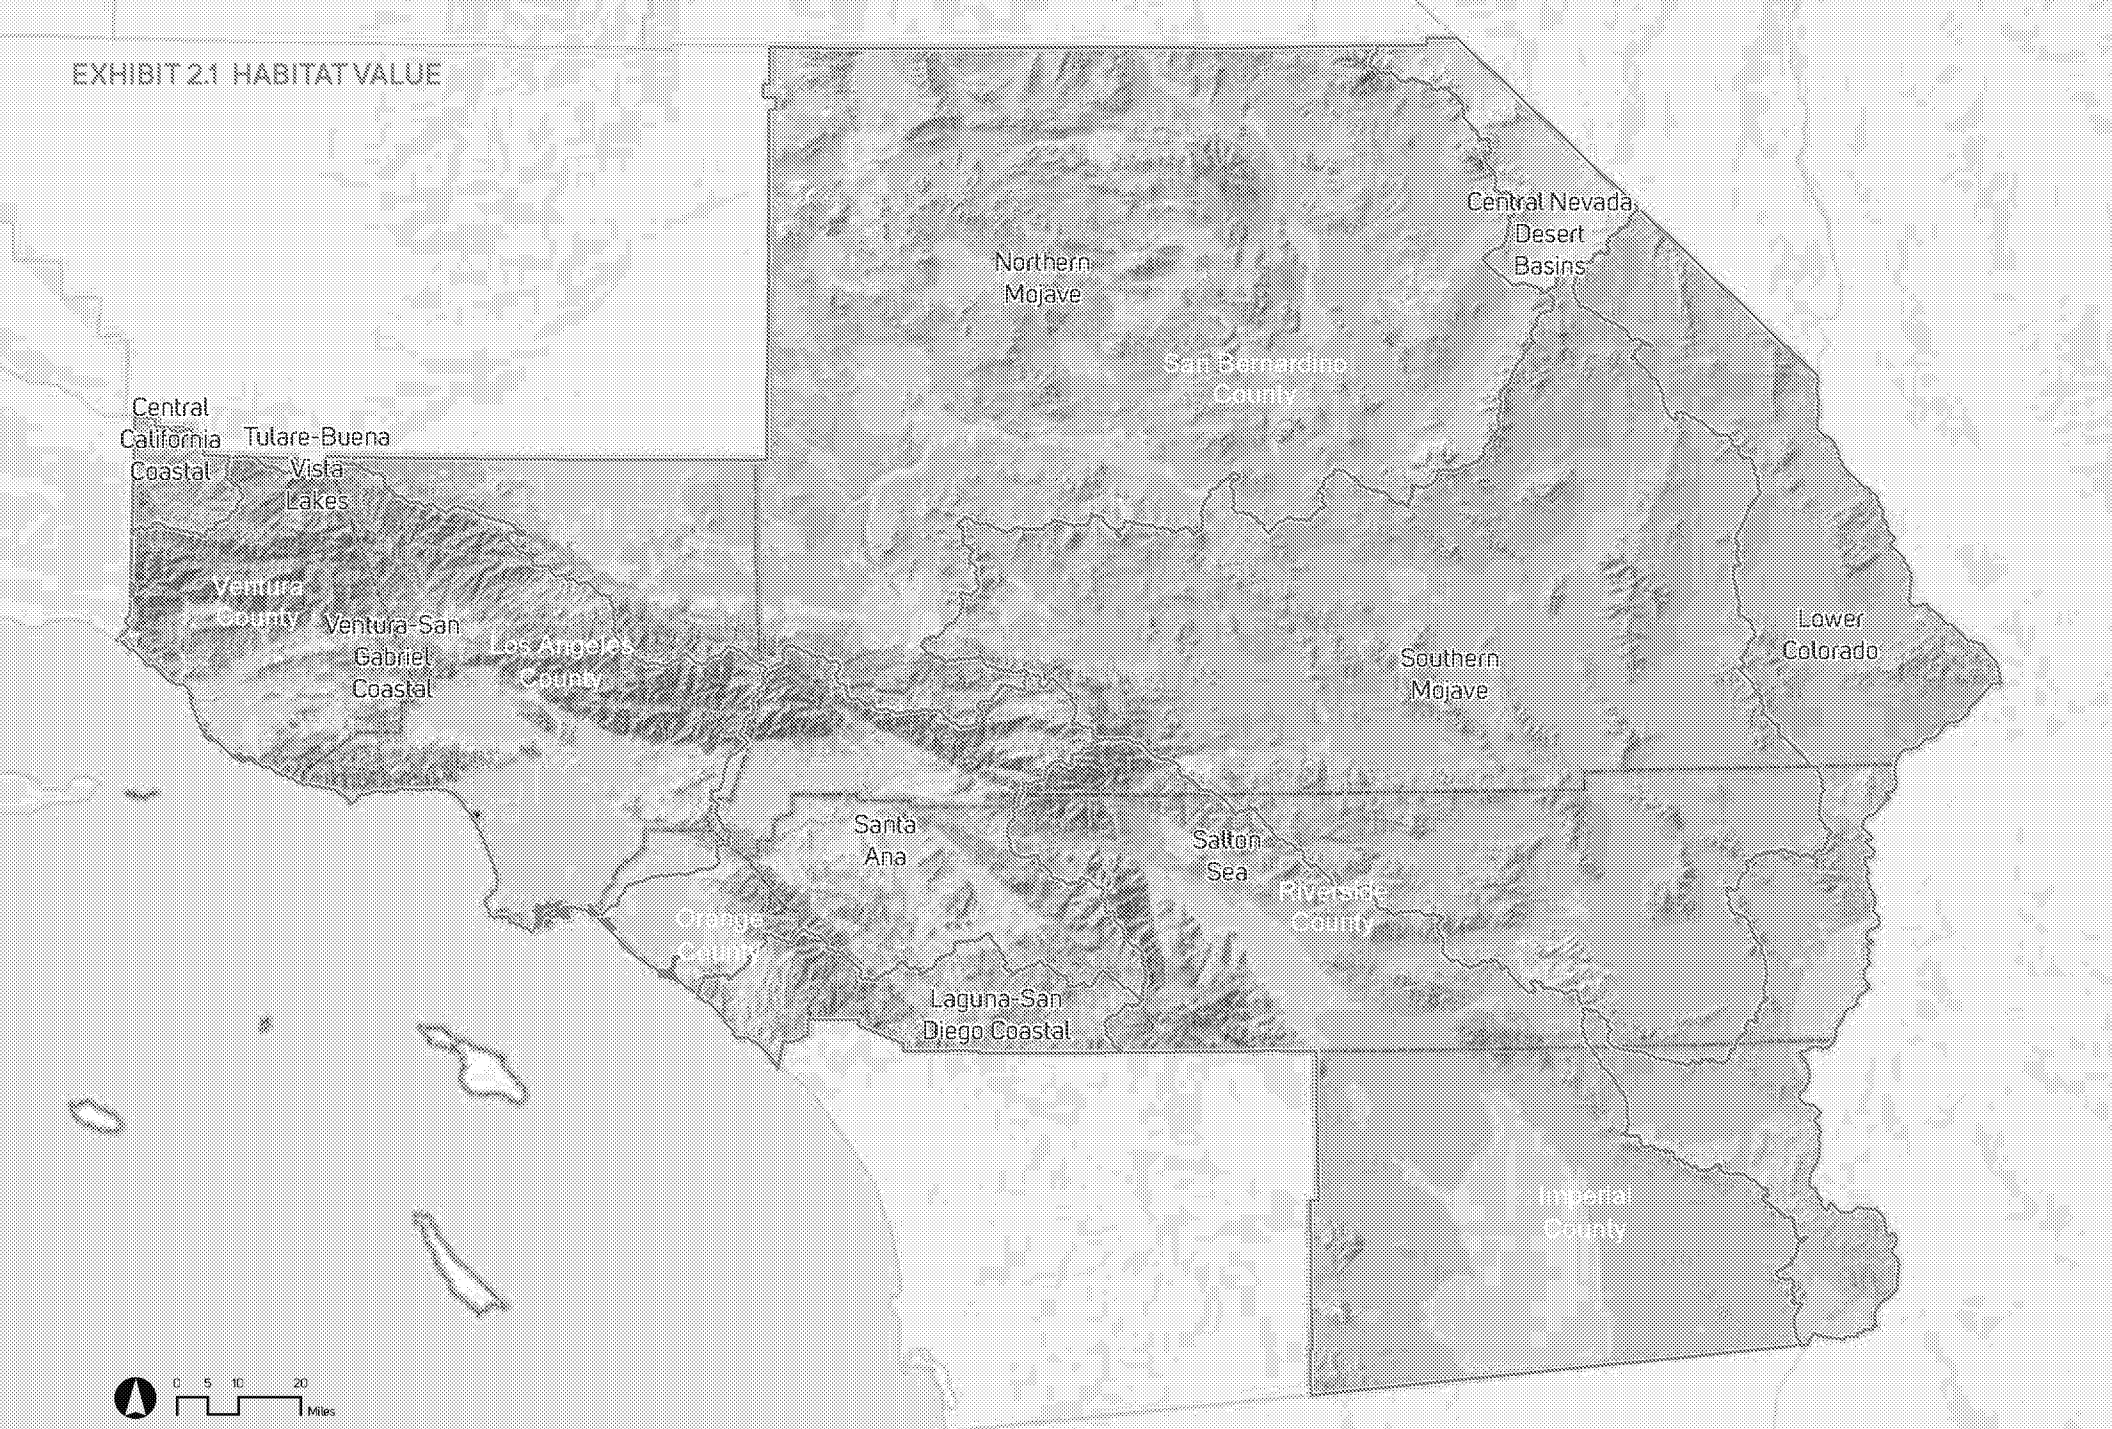 EXHIBIT 2.1 HABITAT VALUE
Central Nevada
Desert
Basins
Northern
Mojave
San Bernardino
County
Central
California
Coastal
Tulare-Buena
Vista
Lakes
Ventura
County
Ventura-San
Gabriel
Coastal
Los Angeles
County
Lower
Colorado
Southern
Mojave
Santa
Ana
Salton
Sea
Riverside
County
Orange
County
Laguna-San
Diego Coastal
Imperial
County
0 5 10 20
Miles